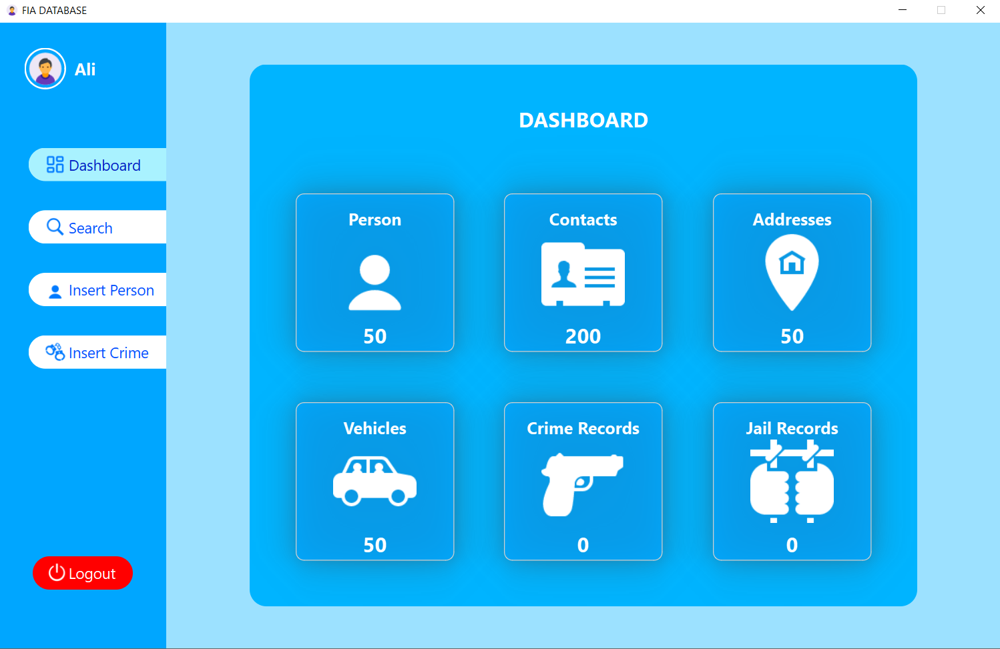 FIA DATABASE
Ali
Dashboard
Search
Insert Person
Insert Crime
Logout
DASHBOARD
Person
50
Contacts
200
Addresses
50
Vehicles
50
Crime Records
0
Jail Records
0